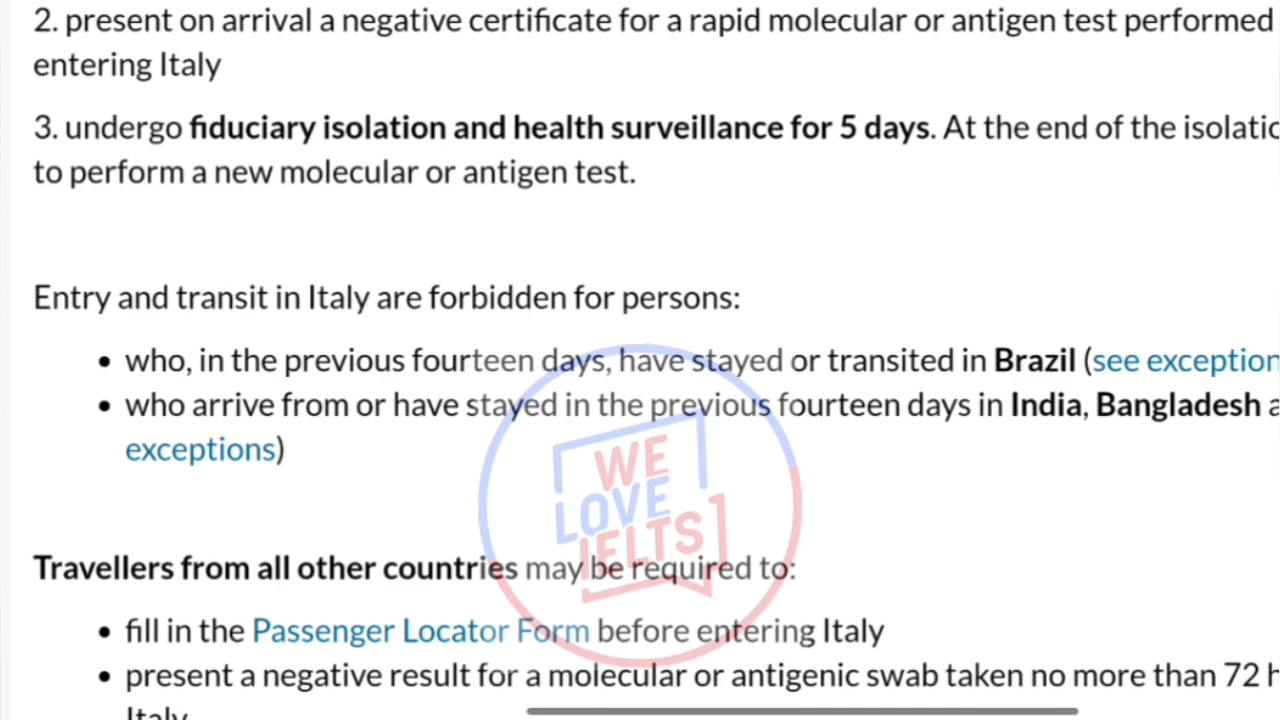 2. present on arrival a negative certificate for a rapid molecular or antigen test performed
entering Italy
3. undergo fiduciary isolation and health surveillance for 5 days. At the end of the
to perform a new molecular or antigen test.
Entry and transit in Italy are forbidden for persons:
• who, in the previous fourteen days, have stayed or transited in Brazil (see exception
• who arrive from or have stayed in the previous fourteen days in India, Bangladesh
exceptions)
WE
LOVE
IELTS
Travellers from all other countries may be required to:
• fill in the Passenger Locator Form before entering Italy
• present a negative result for a molecular or antigenic swab taken no more than 72
Italy